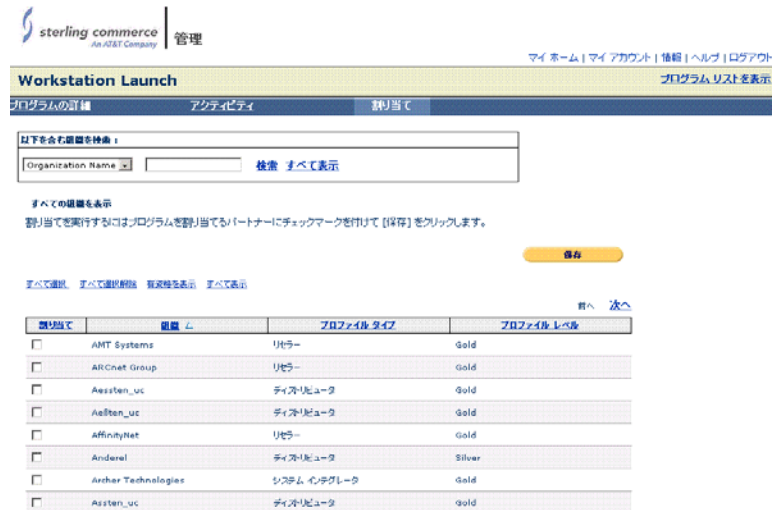 sterling commerce
An AT&T Company
管理
マイ ホーム | マイ アカウント | 情報 | ヘルプ | ログアウト
Workstation Launch
プログラム リストを表示
プログラムの詳細 アクティビティ 割り当て
以下を含む組織を検索:
Organization Name 検索 すべて表示
すべての組織を表示
割り当てを実行するにはプログラムを割り当てるパートナーにチェックマークを付けて [保存] をクリックします。
保存
すべて選択 すべて選択解除 有資格を表示 すべて表示
前へ 次へ
割り当て 組織 プロファイル タイプ プロファイル レベル
AMT Systems リセラー Gold
ARCnet Group リセラー Gold
Aessten_uc ディストリビュータ Gold
Aellten_uc ディストリビュータ Gold
AffinityNet リセラー Gold
Anderel ディストリビュータ Silver
Archer Technologies システム インテグレータ Gold
Assten_uc ディストリビュータ Gold